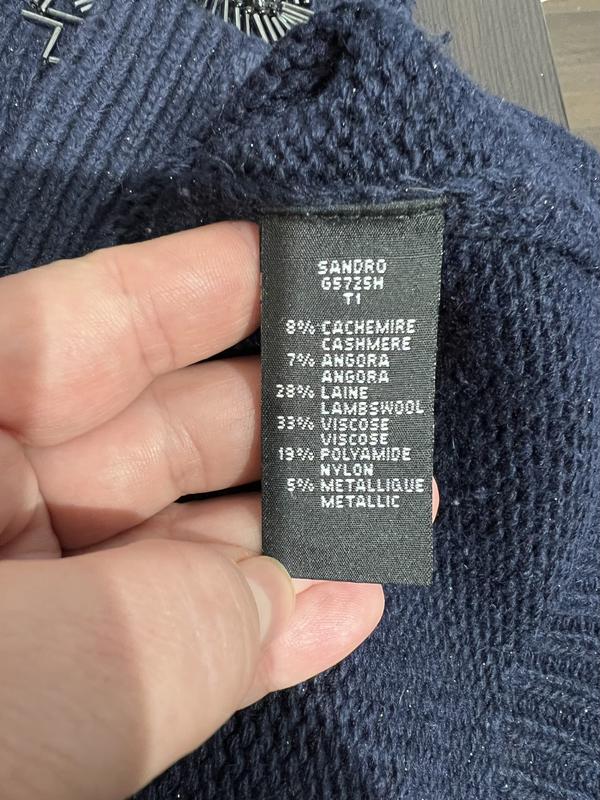 SANDRO
G5725H
T1
8% CACHEMIRE
CASHMERE
7% ANGORA
ANGORA
28% LAINE
LAMBSWOOL
33% VISCOSE
VISCOSE
19% POLYAMIDE
NYLON
5% METALLIQUE
METALLIC